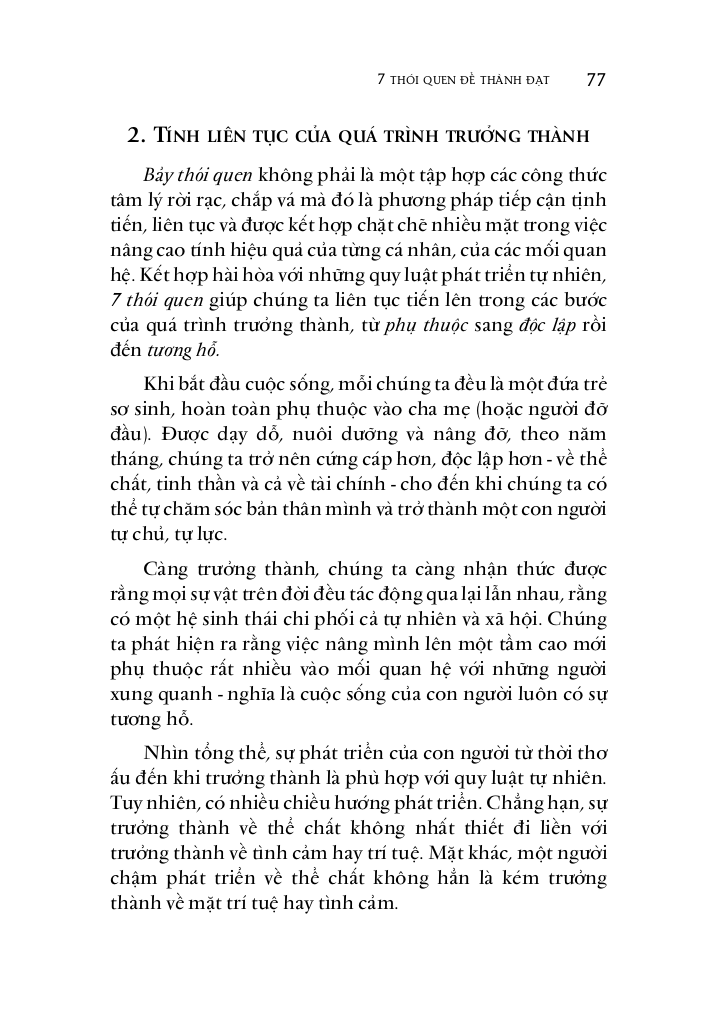 7 THÓI QUEN ĐỂ THÀNH ĐẠT 77
2. TÍNH LIÊN TỤC CỦA QUÁ TRÌNH TRƯỞNG THÀNH
Bảy thói quen không phải là một tập hợp các công thức
tâm lý rời rạc, chắp vá mà đó là phương pháp tiếp cận tịnh
tiến, liên tục và được kết hợp chặt chẽ nhiều mặt trong việc
nâng cao tính hiệu quả của từng cá nhân, của các mối quan
hệ. Kết hợp hài hòa với những quy luật phát triển tự nhiên,
7 thói quen giúp chúng ta liên tục tiến lên trong các bước
của quá trình trưởng thành, từ phụ thuộc sang độc lập rồi
đến tương hỗ.
Khi bắt đầu cuộc sống, mỗi chúng ta đều là một đứa trẻ
sơ sinh, hoàn toàn phụ thuộc vào cha mẹ (hoặc người đỡ
đầu). Được dạy dỗ, nuôi dưỡng và nâng đỡ, theo năm
tháng, chúng ta trở nên cứng cáp hơn, độc lập hơn - về thể
chất, tinh thần và cả về tài chính - cho đến khi chúng ta có
thể tự chăm sóc bản thân mình và trở thành một con người
tự chủ, tự lực.
Càng trưởng thành, chúng ta càng nhận thức được
rằng mọi sự vật trên đời đều tác động qua lại lẫn nhau, rằng
có một hệ sinh thái chi phối cả tự nhiên và xã hội. Chúng
ta phát hiện ra rằng việc nâng mình lên một tầm cao mới
phụ thuộc rất nhiều vào mối quan hệ với những người
xung quanh - nghĩa là cuộc sống của con người luôn có sự
tương hỗ.
Nhìn tổng thể, sự phát triển của con người từ thời thơ
ấu đến khi trưởng thành là phù hợp với quy luật tự nhiên.
Tuy nhiên, có nhiều chiều hướng phát triển. Chẳng hạn, sự
trưởng thành về thể chất không nhất thiết đi liền với
trưởng thành về tình cảm hay trí tuệ. Mặt khác, một người
chậm phát triển về thể chất không hẳn là kém trưởng
thành về mặt trí tuệ hay tình cảm.